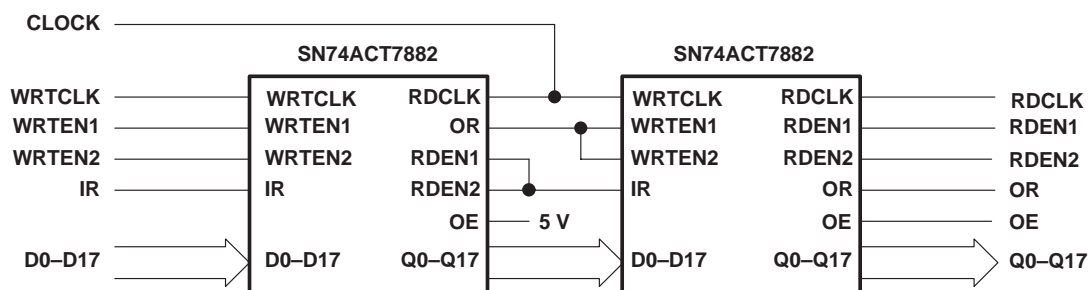 CLOCK
SN74ACT7882 SN74ACT7882
WRTCLK WRTCLK RDCLK WRTCLK RDCLK RDCLK
WRTEN1 WRTEN1 OR WRTEN1 RDEN1 RDEN1
WRTEN2 WRTEN2 RDEN1 WRTEN2 RDEN2 RDEN2
IR IR RDEN2 IR OR OR
OE 5 V OE OE
D0–D17 D0–D17 Q0–Q17 D0–D17 Q0–Q17 Q0–Q17